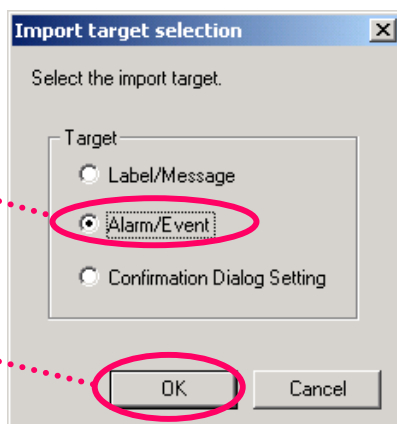 Import target selection
Select the import target.
Target
Label/Message
Alarm/Event
Confirmation Dialog Setting
OK
Cancel